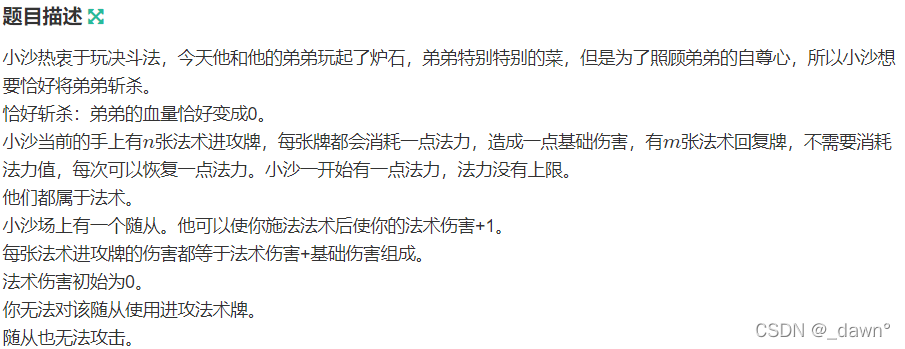 题目描述
小沙热衷于玩决斗法，今天他和他的弟弟玩起了炉石，弟弟特别特别的菜，但是为了照顾弟弟的自尊心，所以小沙想
要恰好将弟弟斩杀。
恰好斩杀：弟弟的血量恰好变成0。
小沙当前的手上有n张法术进攻牌，每张牌都会消耗一点法力，造成一点基础伤害，有m张法术回复牌，不需要消耗
法力值，每次可以恢复一点法力。小沙一开始有一点法力，法力没有上限。
他们都属于法术。
小沙场上有一个随从。他可以使你施法法术后使你的法术伤害+1。
每张法术进攻牌的伤害都等于法术伤害+基础伤害组成。
法术伤害初始为0。
你无法对该随从使用进攻法术牌。
随从也无法攻击。
CSDN @_dawn°